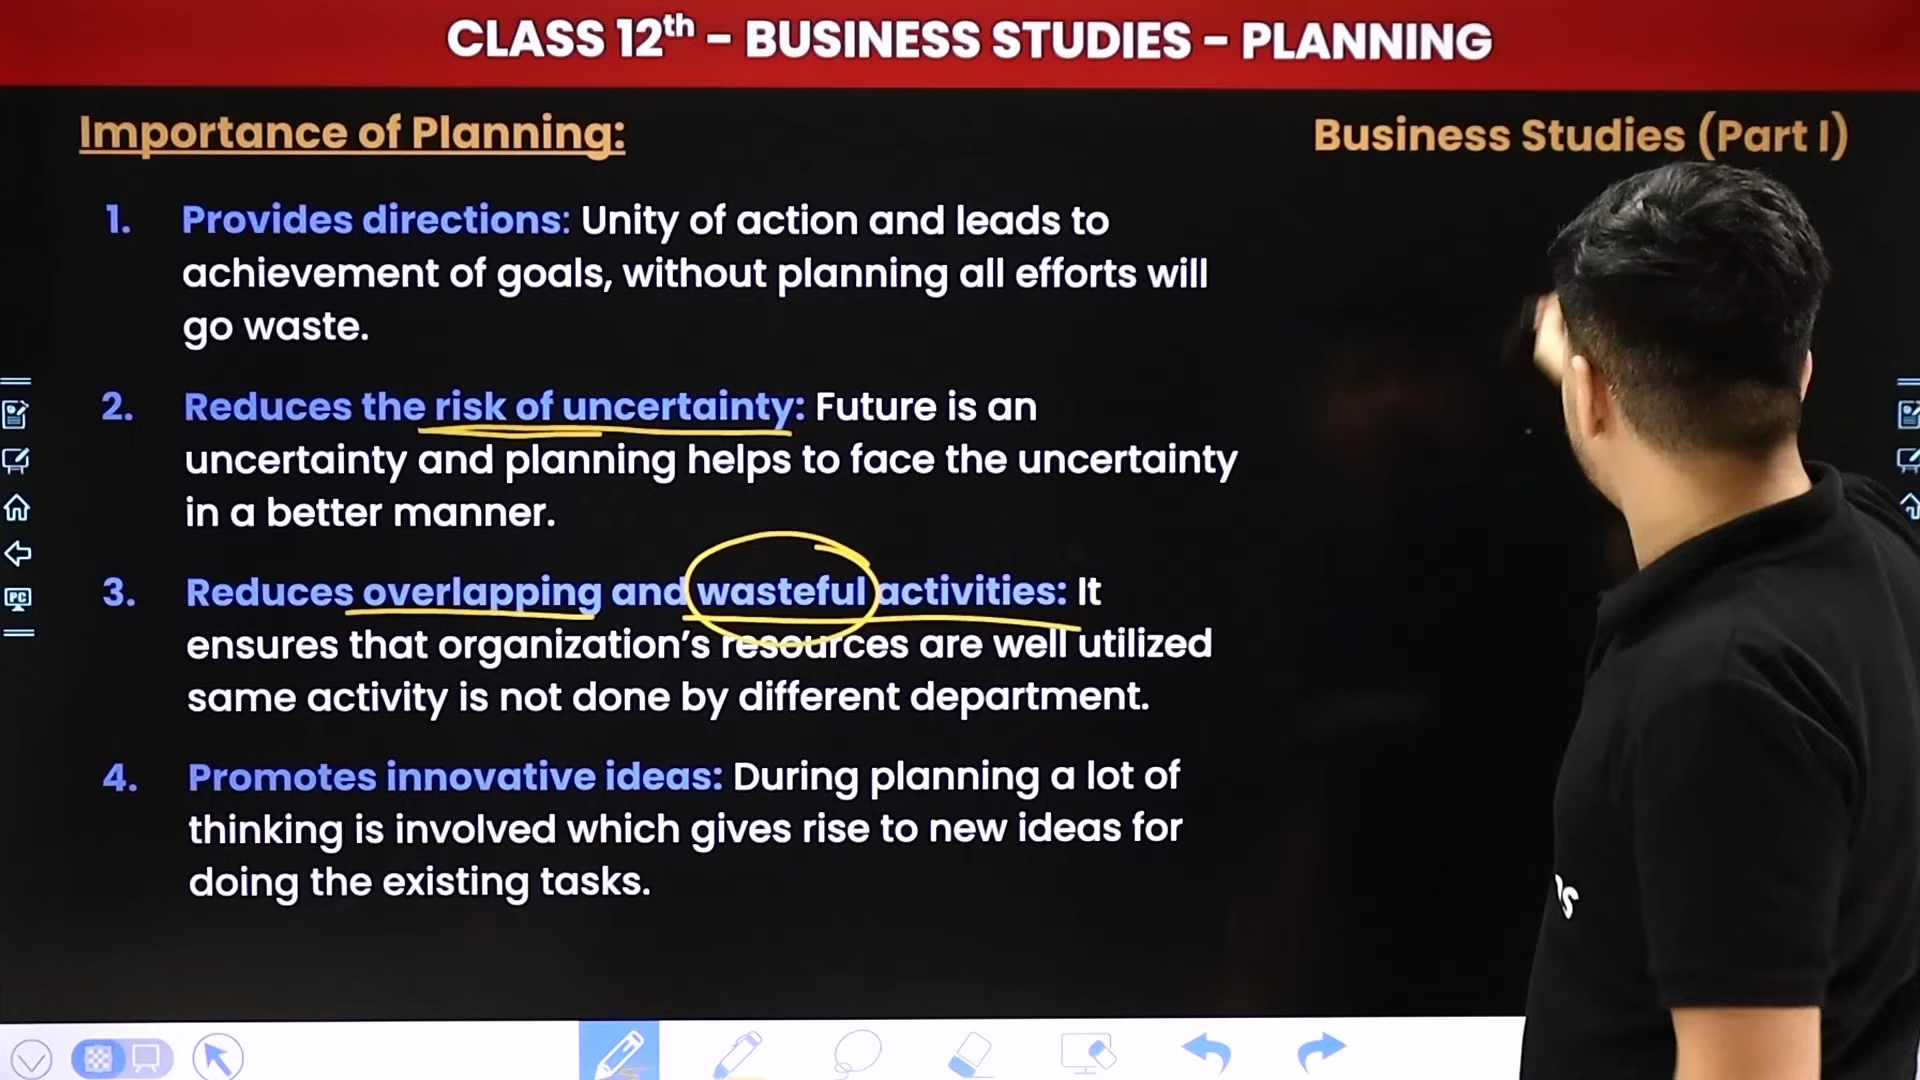 CLASS 12th - BUSINESS STUDIES - PLANNING
Importance of Planning:
Business Studies (Part I)
1. Provides directions: Unity of action and leads to
achievement of goals, without planning all efforts will
go waste.
2. Reduces the risk of uncertainty: Future is an
uncertainty and planning helps to face the uncertainty
in a better manner.
3. Reduces overlapping and wasteful activities: It
ensures that organization's resources are well utilized
same activity is not done by different department.
4. Promotes innovative ideas: During planning a lot of
thinking is involved which gives rise to new ideas for
doing the existing tasks.
PC